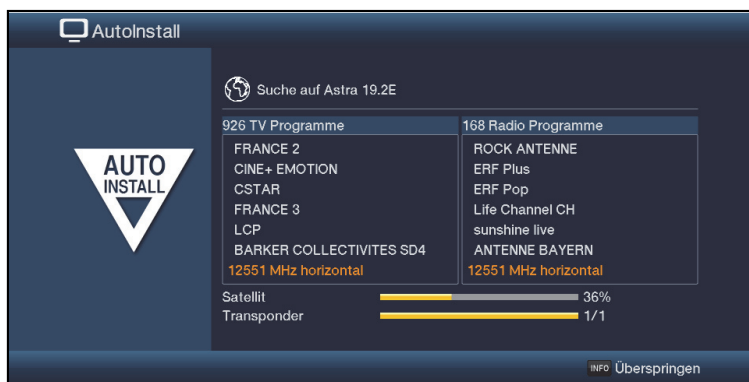 AutoInstall
Suche auf Astra 19.2E
AUTO
INSTALL
926 TV Programme
FRANCE 2
CINE+ EMOTION
CSTAR
FRANCE 3
LCP
BARKER COLLECTIVITES SD4
12551 MHz horizontal
168 Radio Programme
ROCK ANTENNE
ERF Plus
ERF Pop
Life Channel CH
sunshine live
ANTENNE BAYERN
12551 MHz horizontal
Satellit 36%
Transponder 1/1
INFO Überspringen